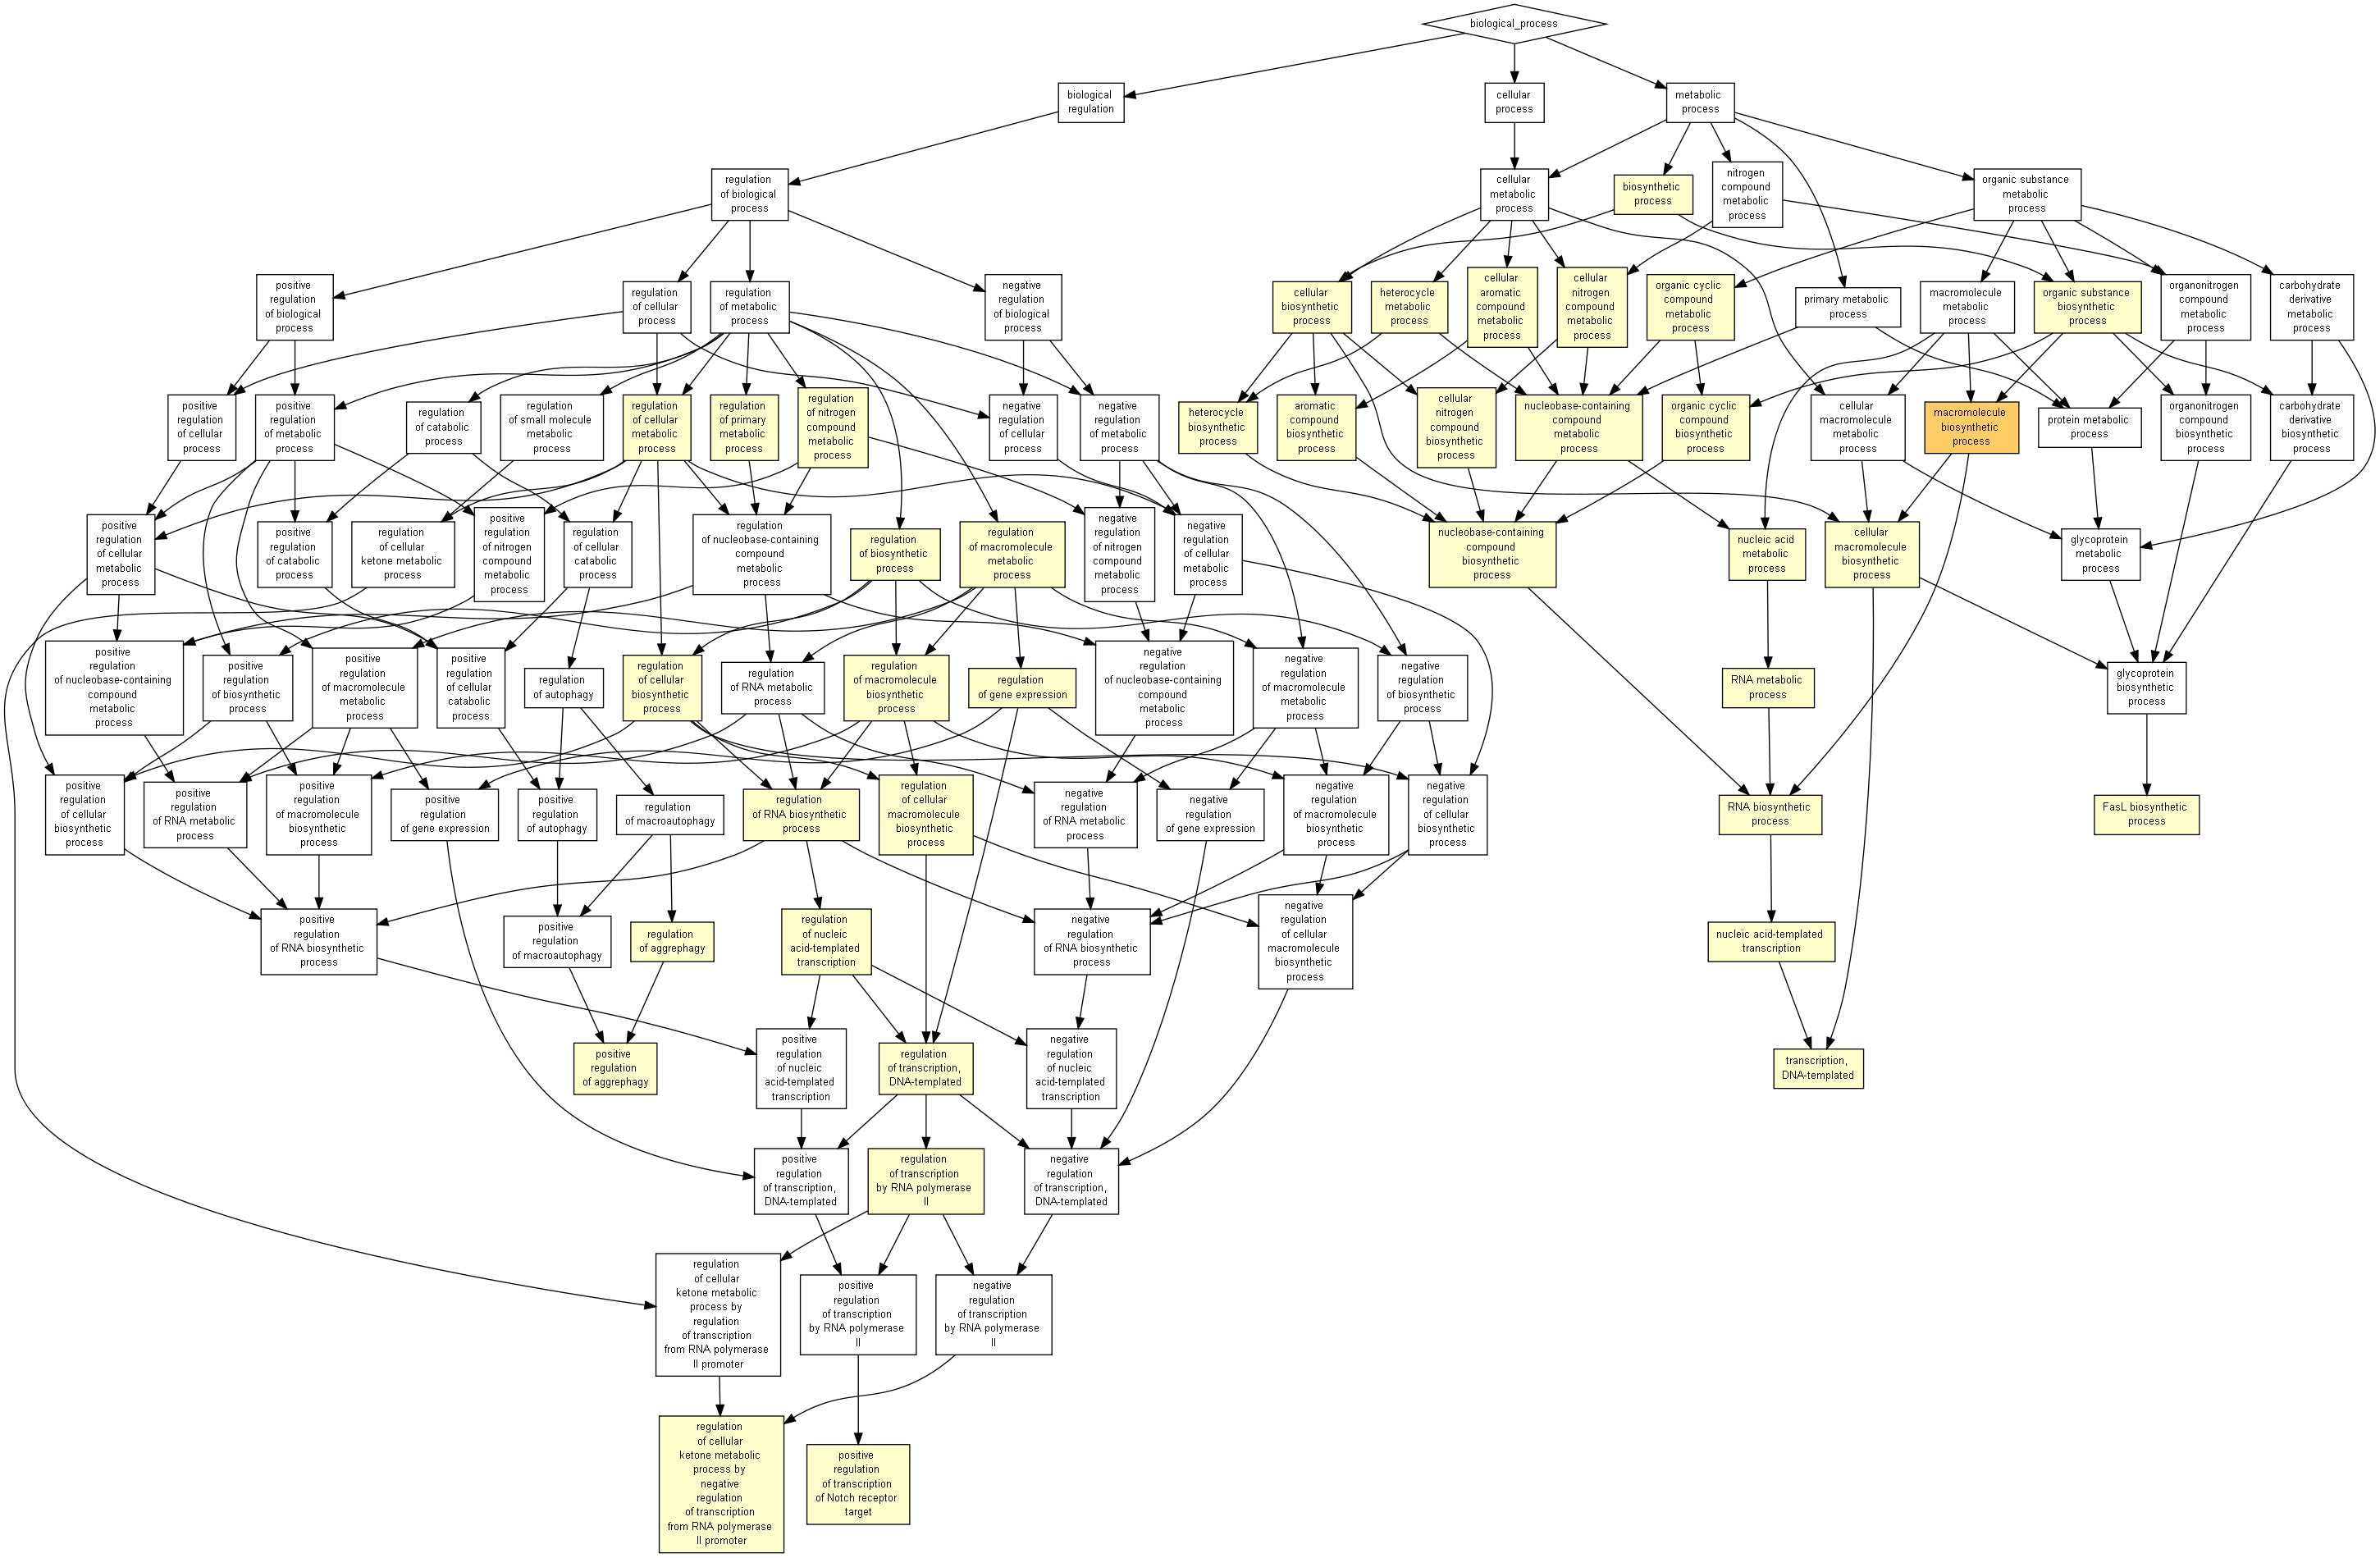 biological_process
biological
regulation
cellular
process
metabolic
process
regulation
of biological
process
cellular
metabolic
process
biosynthetic
process
nitrogen
compound
metabolic
process
organic substance
metabolic
process
positive
regulation
of biological
process
regulation
of cellular
process
regulation
of metabolic
process
negative
regulation
of biological
process
cellular
biosynthetic
process
heterocycle
metabolic
process
cellular
aromatic
compound
metabolic
process
cellular
nitrogen
compound
metabolic
process
organic cyclic
compound
metabolic
process
primary metabolic
process
macromolecule
metabolic
process
organic substance
biosynthetic
process
organonitrogen
compound
metabolic
process
carbohydrate
derivative
metabolic
process
positive
regulation
of cellular
process
positive
regulation
of metabolic
process
regulation
of catabolic
process
regulation
of small molecule
metabolic
process
regulation
of cellular
metabolic
process
regulation
of primary
metabolic
process
regulation
of nitrogen
compound
metabolic
process
negative
regulation
of cellular
process
negative
regulation
of metabolic
process
heterocycle
biosynthetic
process
aromatic
compound
biosynthetic
process
cellular
nitrogen
compound
biosynthetic
process
nucleobase-containing
compound
metabolic
process
organic cyclic
compound
biosynthetic
process
cellular
macromolecule
metabolic
process
macromolecule
biosynthetic
process
protein metabolic
process
organonitrogen
compound
biosynthetic
process
carbohydrate
derivative
biosynthetic
process
positive
regulation
of cellular
metabolic
process
positive
regulation
of catabolic
process
regulation
of cellular
ketone metabolic
process
positive
regulation
of nitrogen
compound
metabolic
process
regulation
of cellular
catabolic
process
regulation
of nucleobase-containing
compound
metabolic
process
regulation
of biosynthetic
process
regulation
of macromolecule
metabolic
process
negative
regulation
of nitrogen
compound
metabolic
process
negative
regulation
of cellular
metabolic
process
nucleobase-containing
compound
biosynthetic
process
nucleic acid
metabolic
process
cellular
macromolecule
biosynthetic
process
glycoprotein
metabolic
process
positive
regulation
of nucleobase-containing
compound
metabolic
process
positive
regulation
of biosynthetic
process
positive
regulation
of macromolecule
metabolic
process
positive
regulation
of cellular
catabolic
process
regulation
of autophagy
regulation
of cellular
biosynthetic
process
regulation
of RNA metabolic
process
regulation
of macromolecule
biosynthetic
process
regulation
of gene expression
negative
regulation
of nucleobase-containing
compound
metabolic
process
negative
regulation
of macromolecule
metabolic
process
negative
regulation
of biosynthetic
process
RNA metabolic
process
glycoprotein
biosynthetic
process
positive
regulation
of cellular
biosynthetic
process
positive
regulation
of RNA metabolic
process
positive
regulation
of macromolecule
biosynthetic
process
positive
regulation
of gene expression
positive
regulation
of autophagy
regulation
of macroautophagy
regulation
of RNA biosynthetic
process
regulation
of cellular
macromolecule
biosynthetic
process
negative
regulation
of RNA metabolic
process
negative
regulation
of gene expression
negative
regulation
of macromolecule
biosynthetic
process
negative
regulation
of cellular
biosynthetic
process
RNA biosynthetic
process
FasL biosynthetic
process
positive
regulation
of RNA biosynthetic
process
positive
regulation
of macroautophagy
regulation
of aggrephagy
regulation
of nucleic
acid-templated
transcription
negative
regulation
of RNA biosynthetic
process
negative
regulation
of cellular
macromolecule
biosynthetic
process
nucleic acid-templated
transcription
positive
regulation
of aggrephagy
positive
regulation
of nucleic
acid-templated
transcription
regulation
of transcription,
DNA-templated
negative
regulation
of nucleic
acid-templated
transcription
transcription,
DNA-templated
positive
regulation
of transcription,
DNA-templated
regulation
of transcription
by RNA polymerase
II
negative
regulation
of transcription,
DNA-templated
regulation
of cellular
ketone metabolic
process by
regulation
of transcription
from RNA polymerase
II promoter
positive
regulation
of transcription
by RNA polymerase
II
negative
regulation
of transcription
by RNA polymerase
II
regulation
of cellular
ketone metabolic
process by
negative
regulation
of transcription
from RNA polymerase
II promoter
positive
regulation
of transcription
of Notch receptor
target